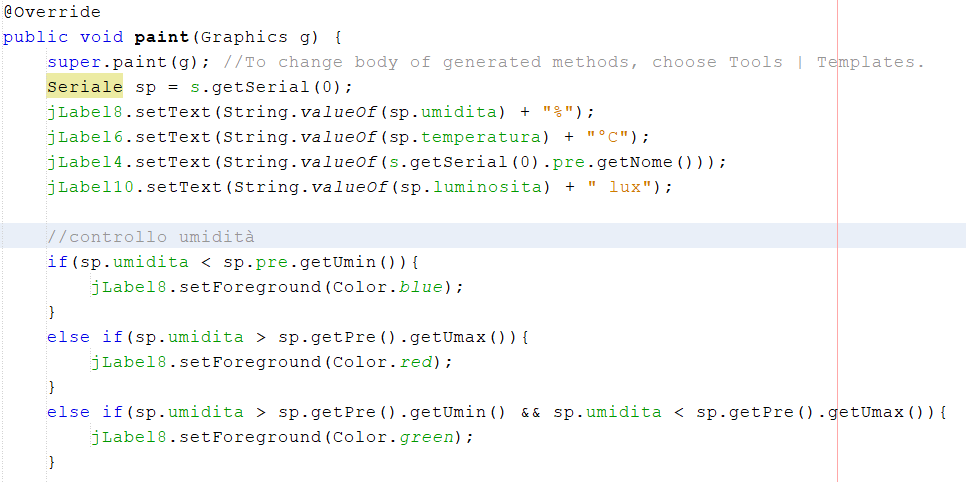 @Override
public void paint(Graphics g) {
    super.paint(g); //To change body of generated methods, choose Tools | Templates.
    Seriale sp = s.getSerial(0);
    jLabel8.setText(String.valueOf(sp.umidita) + "%");
    jLabel6.setText(String.valueOf(sp.temperatura) + "°C");
    jLabel4.setText(String.valueOf(s.getSerial(0).pre.getNome()));
    jLabel10.setText(String.valueOf(sp.luminosita) + " lux");

    //controllo umidità
    if(sp.umidita < sp.pre.getUmin()){
        jLabel8.setForeground(Color.blue);
    }
    else if(sp.umidita > sp.getPre().getUmax()){
        jLabel8.setForeground(Color.red);
    }
    else if(sp.umidita > sp.getPre().getUmin() && sp.umidita < sp.getPre().getUmax()){
        jLabel8.setForeground(Color.green);
    }